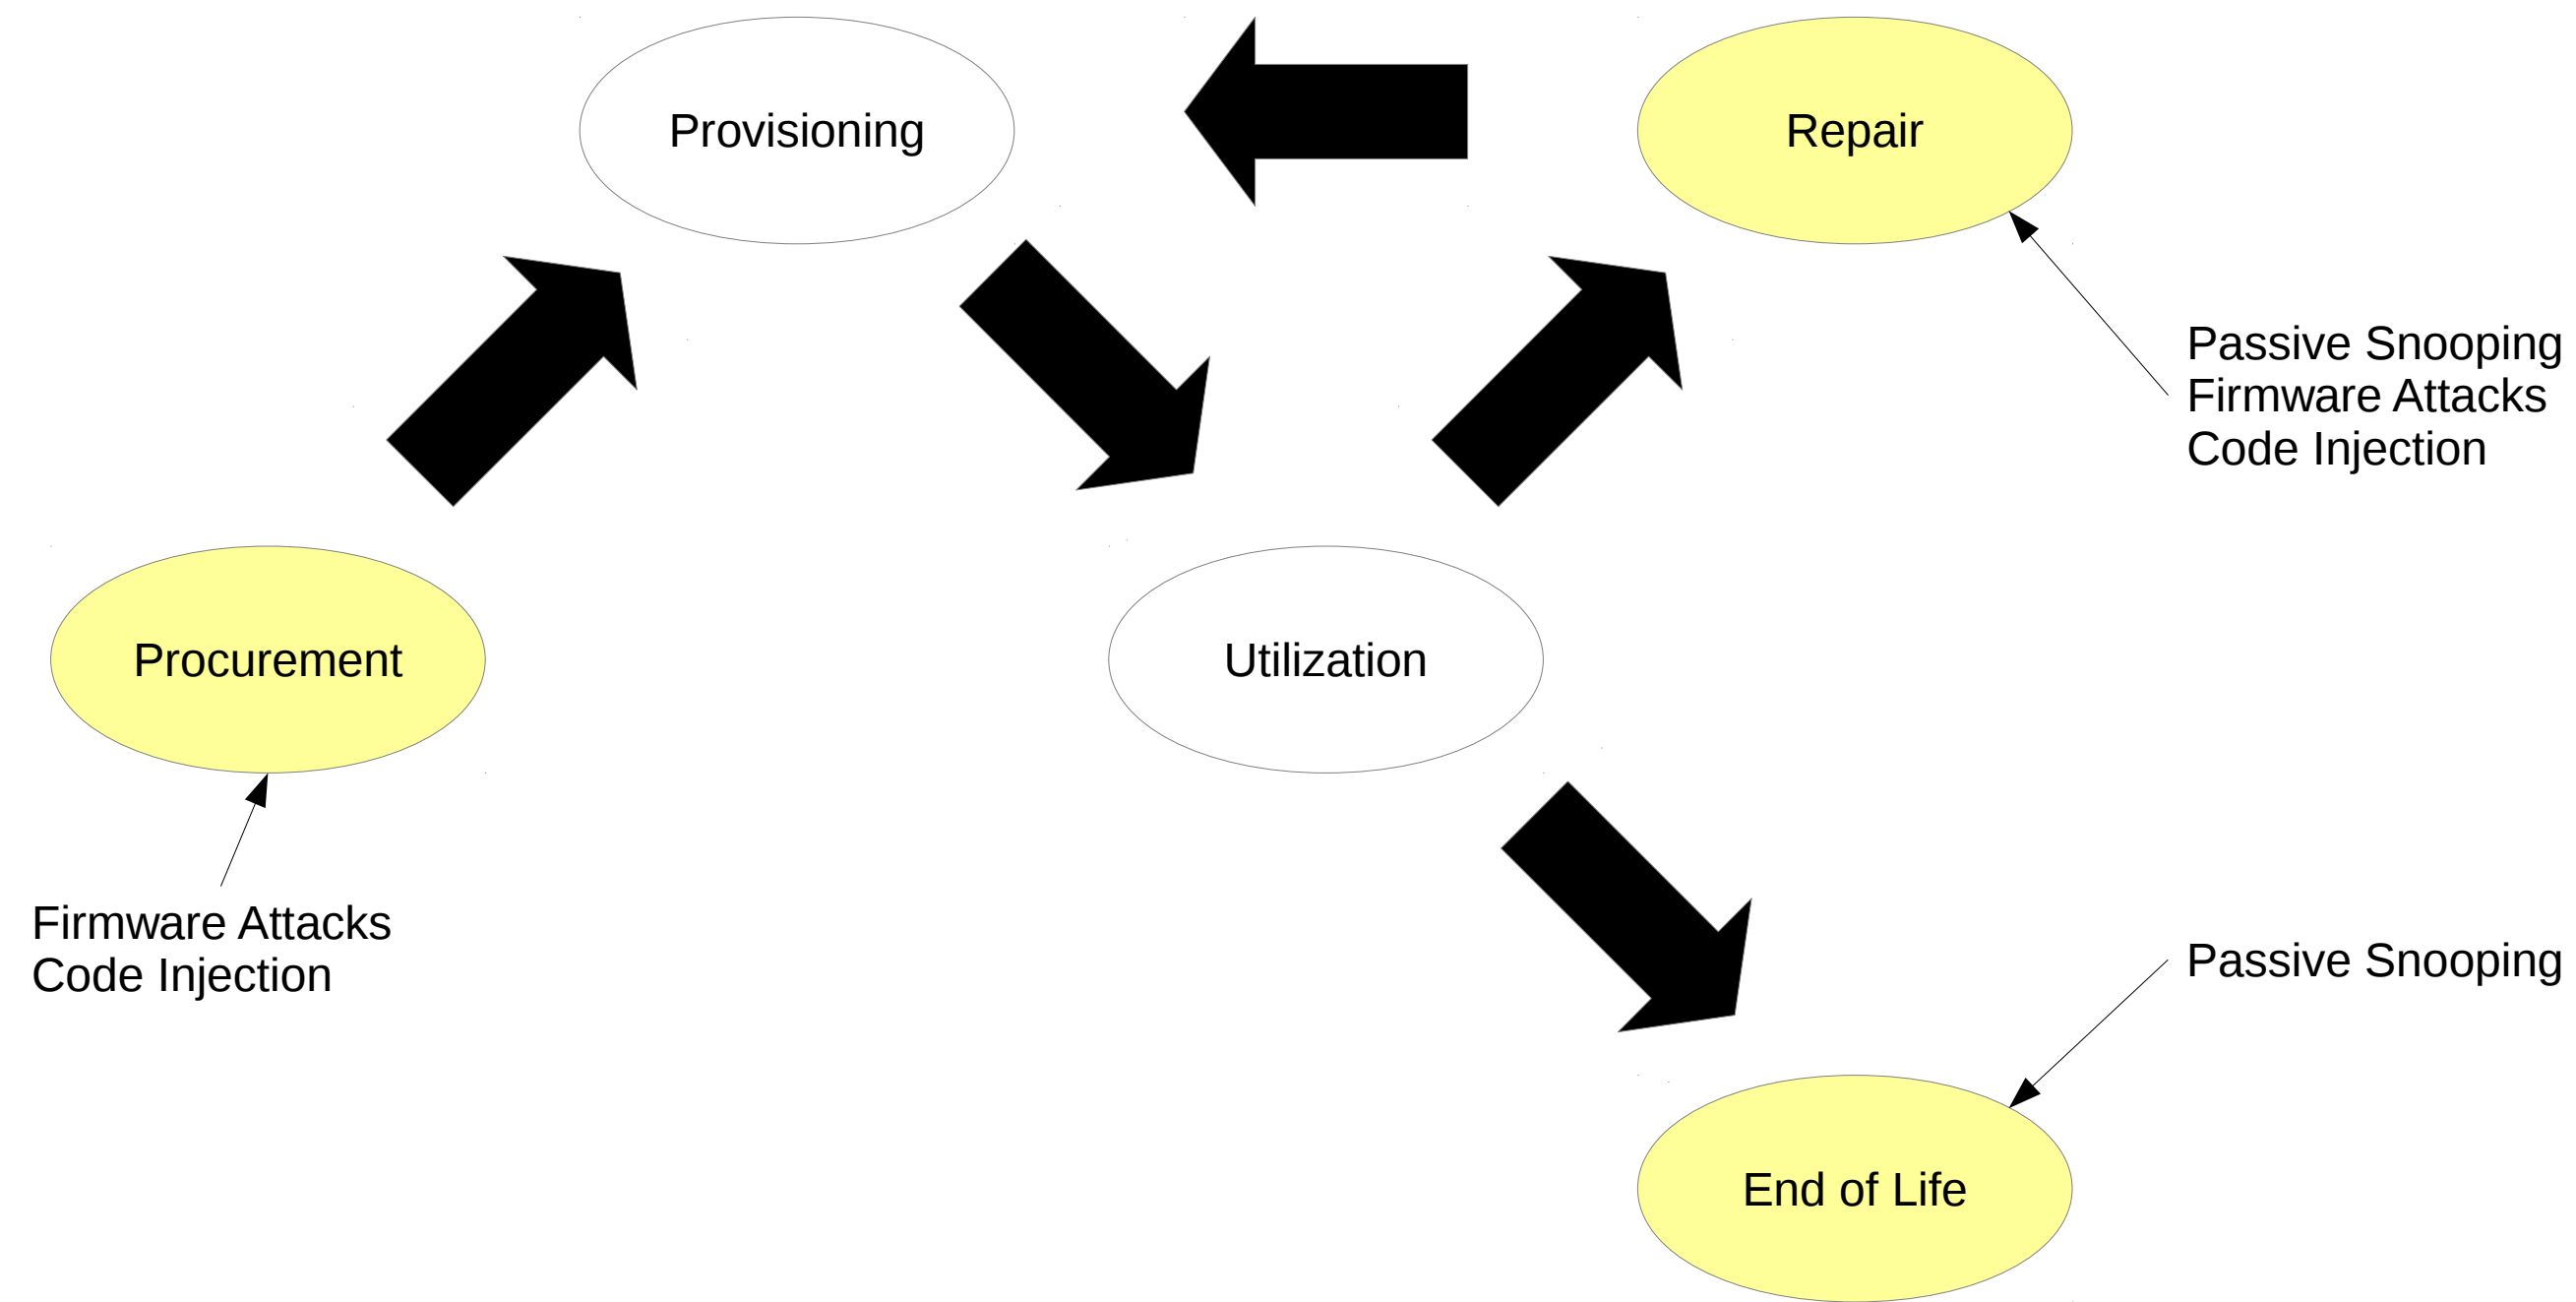 Provisioning
Repair
Passive Snooping
Firmware Attacks
Code Injection
Procurement
Utilization
Firmware Attacks
Code Injection
Passive Snooping
End of Life